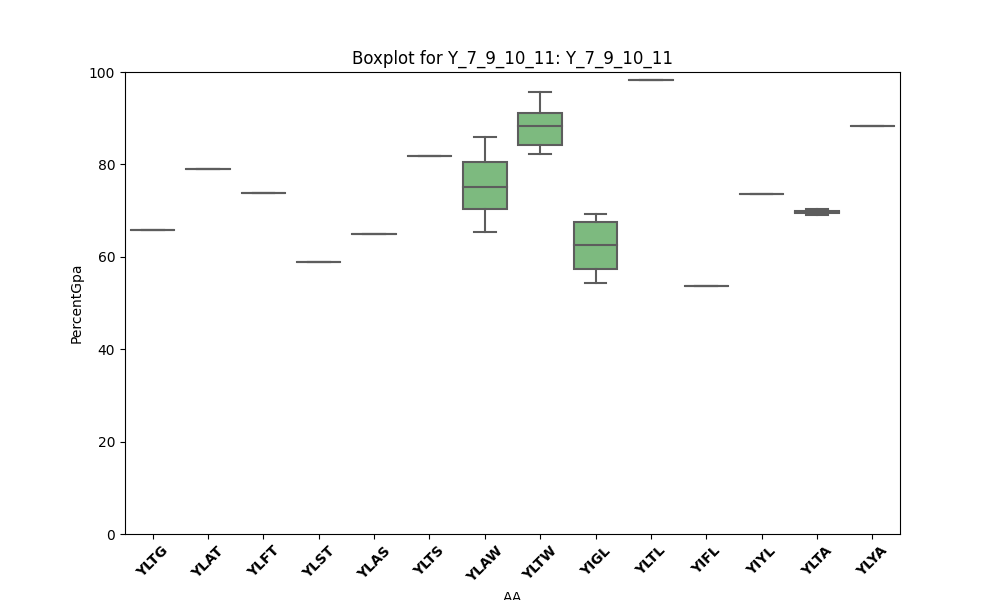 Boxplot for Y_7_9_10_11: Y_7_9_10_11
100
80
60
40
20
0
PercentGpa
YLTG YLAT YLFT YLST YLAS YLTS YLAW YLTW YIGL YLTL YIFL YIYL YLTA YLYA
AA